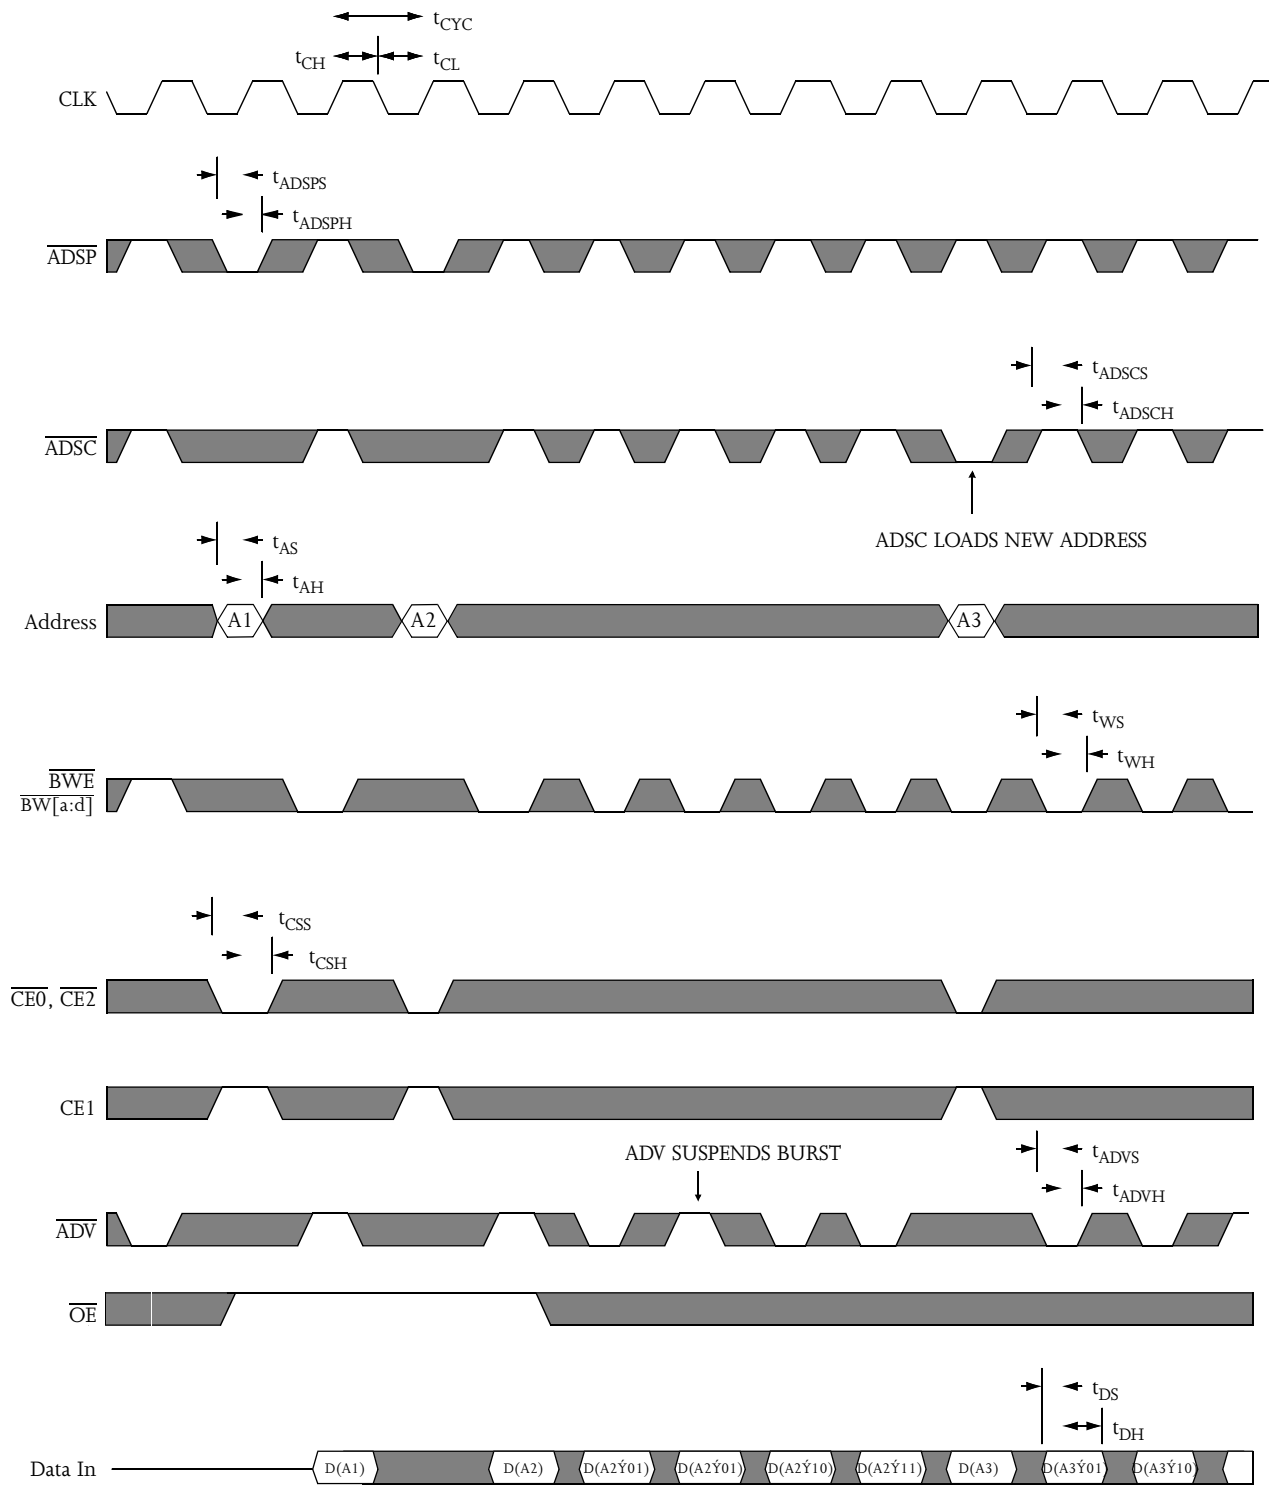 tCYC
tCH tCL
CLK
tADSPS
tADSPH
ADSP
tADSCS
tADSCH
ADSC
ADSC LOADS NEW ADDRESS
tAS
tAH
Address A1 A2 A3
tWS
tWH
BWE
BW[a:d]
tCSS
tCSH
CE0, CE2
CE1
ADV SUSPENDS BURST tADVS
tADVH
ADV
OE
tDS
tDH
Data In D(A1) D(A2) D(A2Ý01) D(A2Ý01) D(A2Ý10) D(A2Ý11) D(A3) D(A3Ý01) D(A3Ý10)